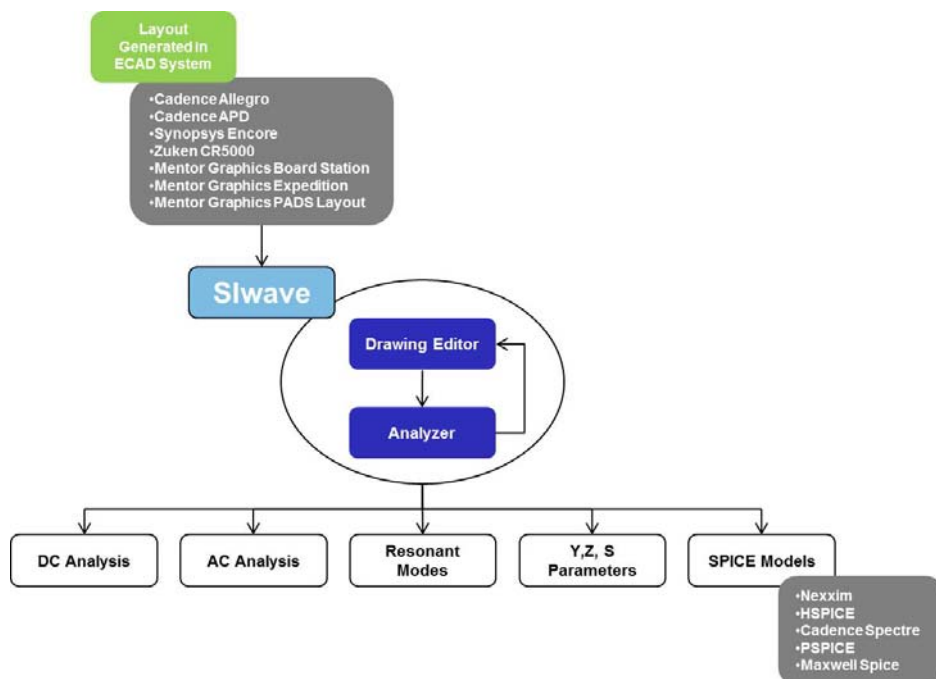 Layout
Generated in
ECAD System
•Cadence Allegro
•Cadence APD
•Synopsys Encore
•Zuken CR5000
•Mentor Graphics Board Station
•Mentor Graphics Expedition
•Mentor Graphics PADS Layout
SIwave
Drawing Editor
Analyzer
DC Analysis
AC Analysis
Resonant
Modes
Y,Z, S
Parameters
SPICE Models
•Nexxim
•HSPICE
•Cadence Spectre
•PSPICE
•Maxwell Spice